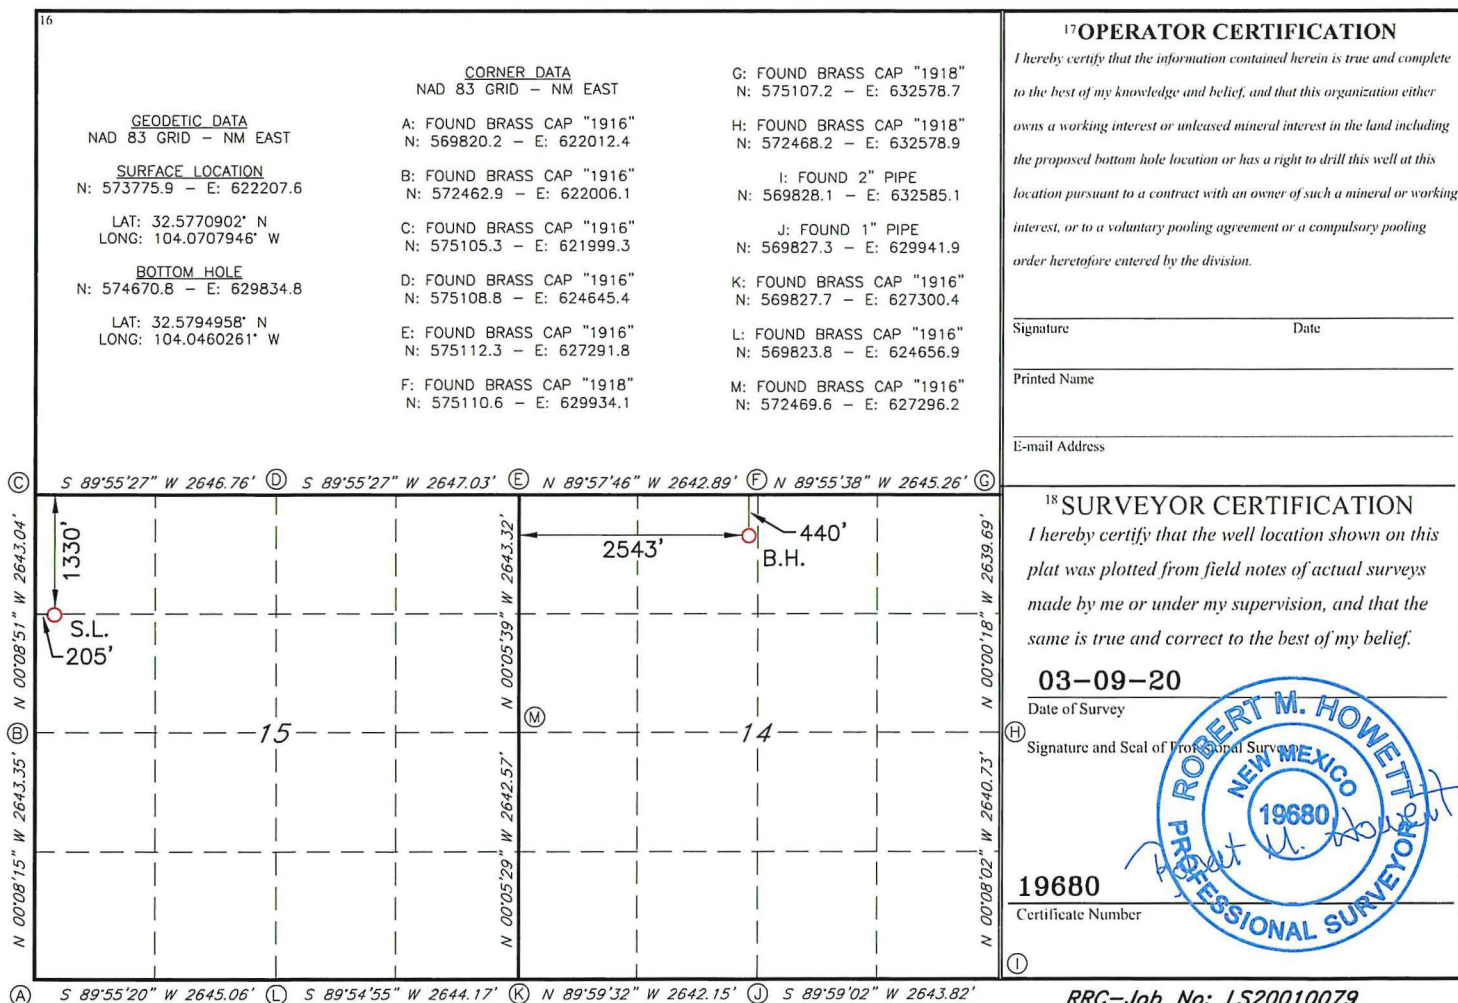 16
GEODETIC DATA
NAD 83 GRID – NM EAST
SURFACE LOCATION
N: 573775.9 – E: 622207.6
LAT: 32.5770902° N
LONG: 104.0707946° W
BOTTOM HOLE
N: 574670.8 – E: 629834.8
LAT: 32.5794958° N
LONG: 104.0460261° W
CORNER DATA
NAD 83 GRID – NM EAST
A: FOUND BRASS CAP "1916"
N: 569820.2 – E: 622012.4
B: FOUND BRASS CAP "1916"
N: 572462.9 – E: 622006.1
C: FOUND BRASS CAP "1916"
N: 575105.3 – E: 621999.3
D: FOUND BRASS CAP "1916"
N: 575108.8 – E: 624645.4
E: FOUND BRASS CAP "1916"
N: 575112.3 – E: 627291.8
F: FOUND BRASS CAP "1918"
N: 575110.6 – E: 629934.1
G: FOUND BRASS CAP "1918"
N: 575107.2 – E: 632578.7
H: FOUND BRASS CAP "1918"
N: 572468.2 – E: 632578.9
I: FOUND 2" PIPE
N: 569828.1 – E: 632585.1
J: FOUND 1" PIPE
N: 569827.3 – E: 629941.9
K: FOUND BRASS CAP "1916"
N: 569827.7 – E: 627300.4
L: FOUND BRASS CAP "1916"
N: 569823.8 – E: 624656.9
M: FOUND BRASS CAP "1916"
N: 572469.6 – E: 627296.2
C S 89°55'27" W 2646.76' D S 89°55'27" W 2647.03' E N 89°57'46" W 2642.89' F N 89°55'38" W 2645.26' G
N 00°08'51" W 2643.04'
1330'
S.L.
205'
N 00°05'39" W 2643.32'
2543'
440'
B.H.
N 00°00'18" W 2639.69'
B
15
M
14
H
N 00°08'15" W 2643.35'
N 00°05'29" W 2642.57'
N 00°08'02" W 2640.73'
I
A S 89°55'20" W 2645.06' L S 89°54'55" W 2644.17' K N 89°59'32" W 2642.15' J S 89°59'02" W 2643.82'
17 OPERATOR CERTIFICATION
I hereby certify that the information contained herein is true and complete
to the best of my knowledge and belief, and that this organization either
owns a working interest or unleased mineral interest in the land including
the proposed bottom hole location or has a right to drill this well at this
location pursuant to a contract with an owner of such a mineral or working
interest, or to a voluntary pooling agreement or a compulsory pooling
order heretofore entered by the division.
Signature Date
Printed Name
E-mail Address
18 SURVEYOR CERTIFICATION
I hereby certify that the well location shown on this
plat was plotted from field notes of actual surveys
made by me or under my supervision, and that the
same is true and correct to the best of my belief.
03-09-20
Date of Survey
Signature and Seal of Professional Surveyor
ROBERT M. HOWETT
NEW MEXICO
19680
PROFESSIONAL SURVEYOR
Robert M. Howett
19680
Certificate Number
RRC-Job No: LS20010079